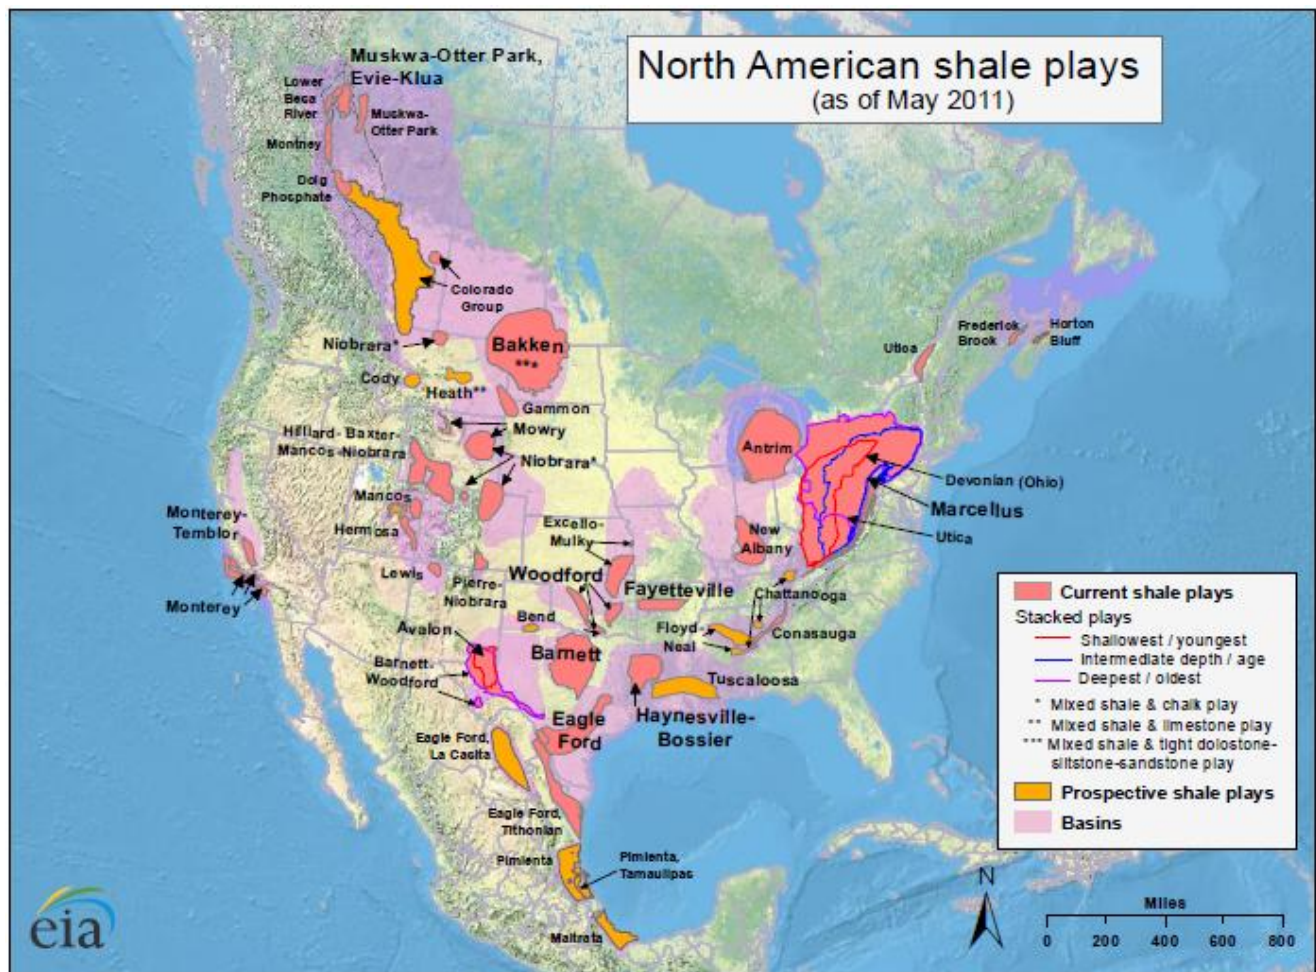 North American shale plays
(as of May 2011)
Muskwa-Otter Park,
Evie-Klua
Lower
Beca
River
Muskwa-
Otter Park
Montney
Doig
Phosphate
Colorado
Group
Niobrara*
Bakken
***
Cody
Heath**
Gammon
Mowry
Hilliard-Baxter-
Mancos-Niobrara
Niobrara*
Mancos
Hermosa
Lewis
Pierre-
Niobrara
Monterey-
Temblor
Monterey
Excello-
Mulky
Woodford
Fayetteville
Bend
Avalon
Barnett
Barnett-
Woodford
Eagle
Ford
Haynesville-
Bossier
Tuscaloosa
Floyd-
Neal
Conasauga
Chattanooga
New
Albany
Antrim
Devonian (Ohio)
Marcellus
Utica
Utica
Frederick
Brook
Horton
Bluff
Eagle Ford,
La Casita
Eagle Ford,
Tithonian
Pimienta
Pimienta,
Tamaulipas
Maltrata
Current shale plays
Stacked plays
Shallowest / youngest
Intermediate depth / age
Deepest / oldest
* Mixed shale & chalk play
** Mixed shale & limestone play
*** Mixed shale & tight dolostone-
siltstone-sandstone play
Prospective shale plays
Basins
N
Miles
0 200 400 600 800
eia